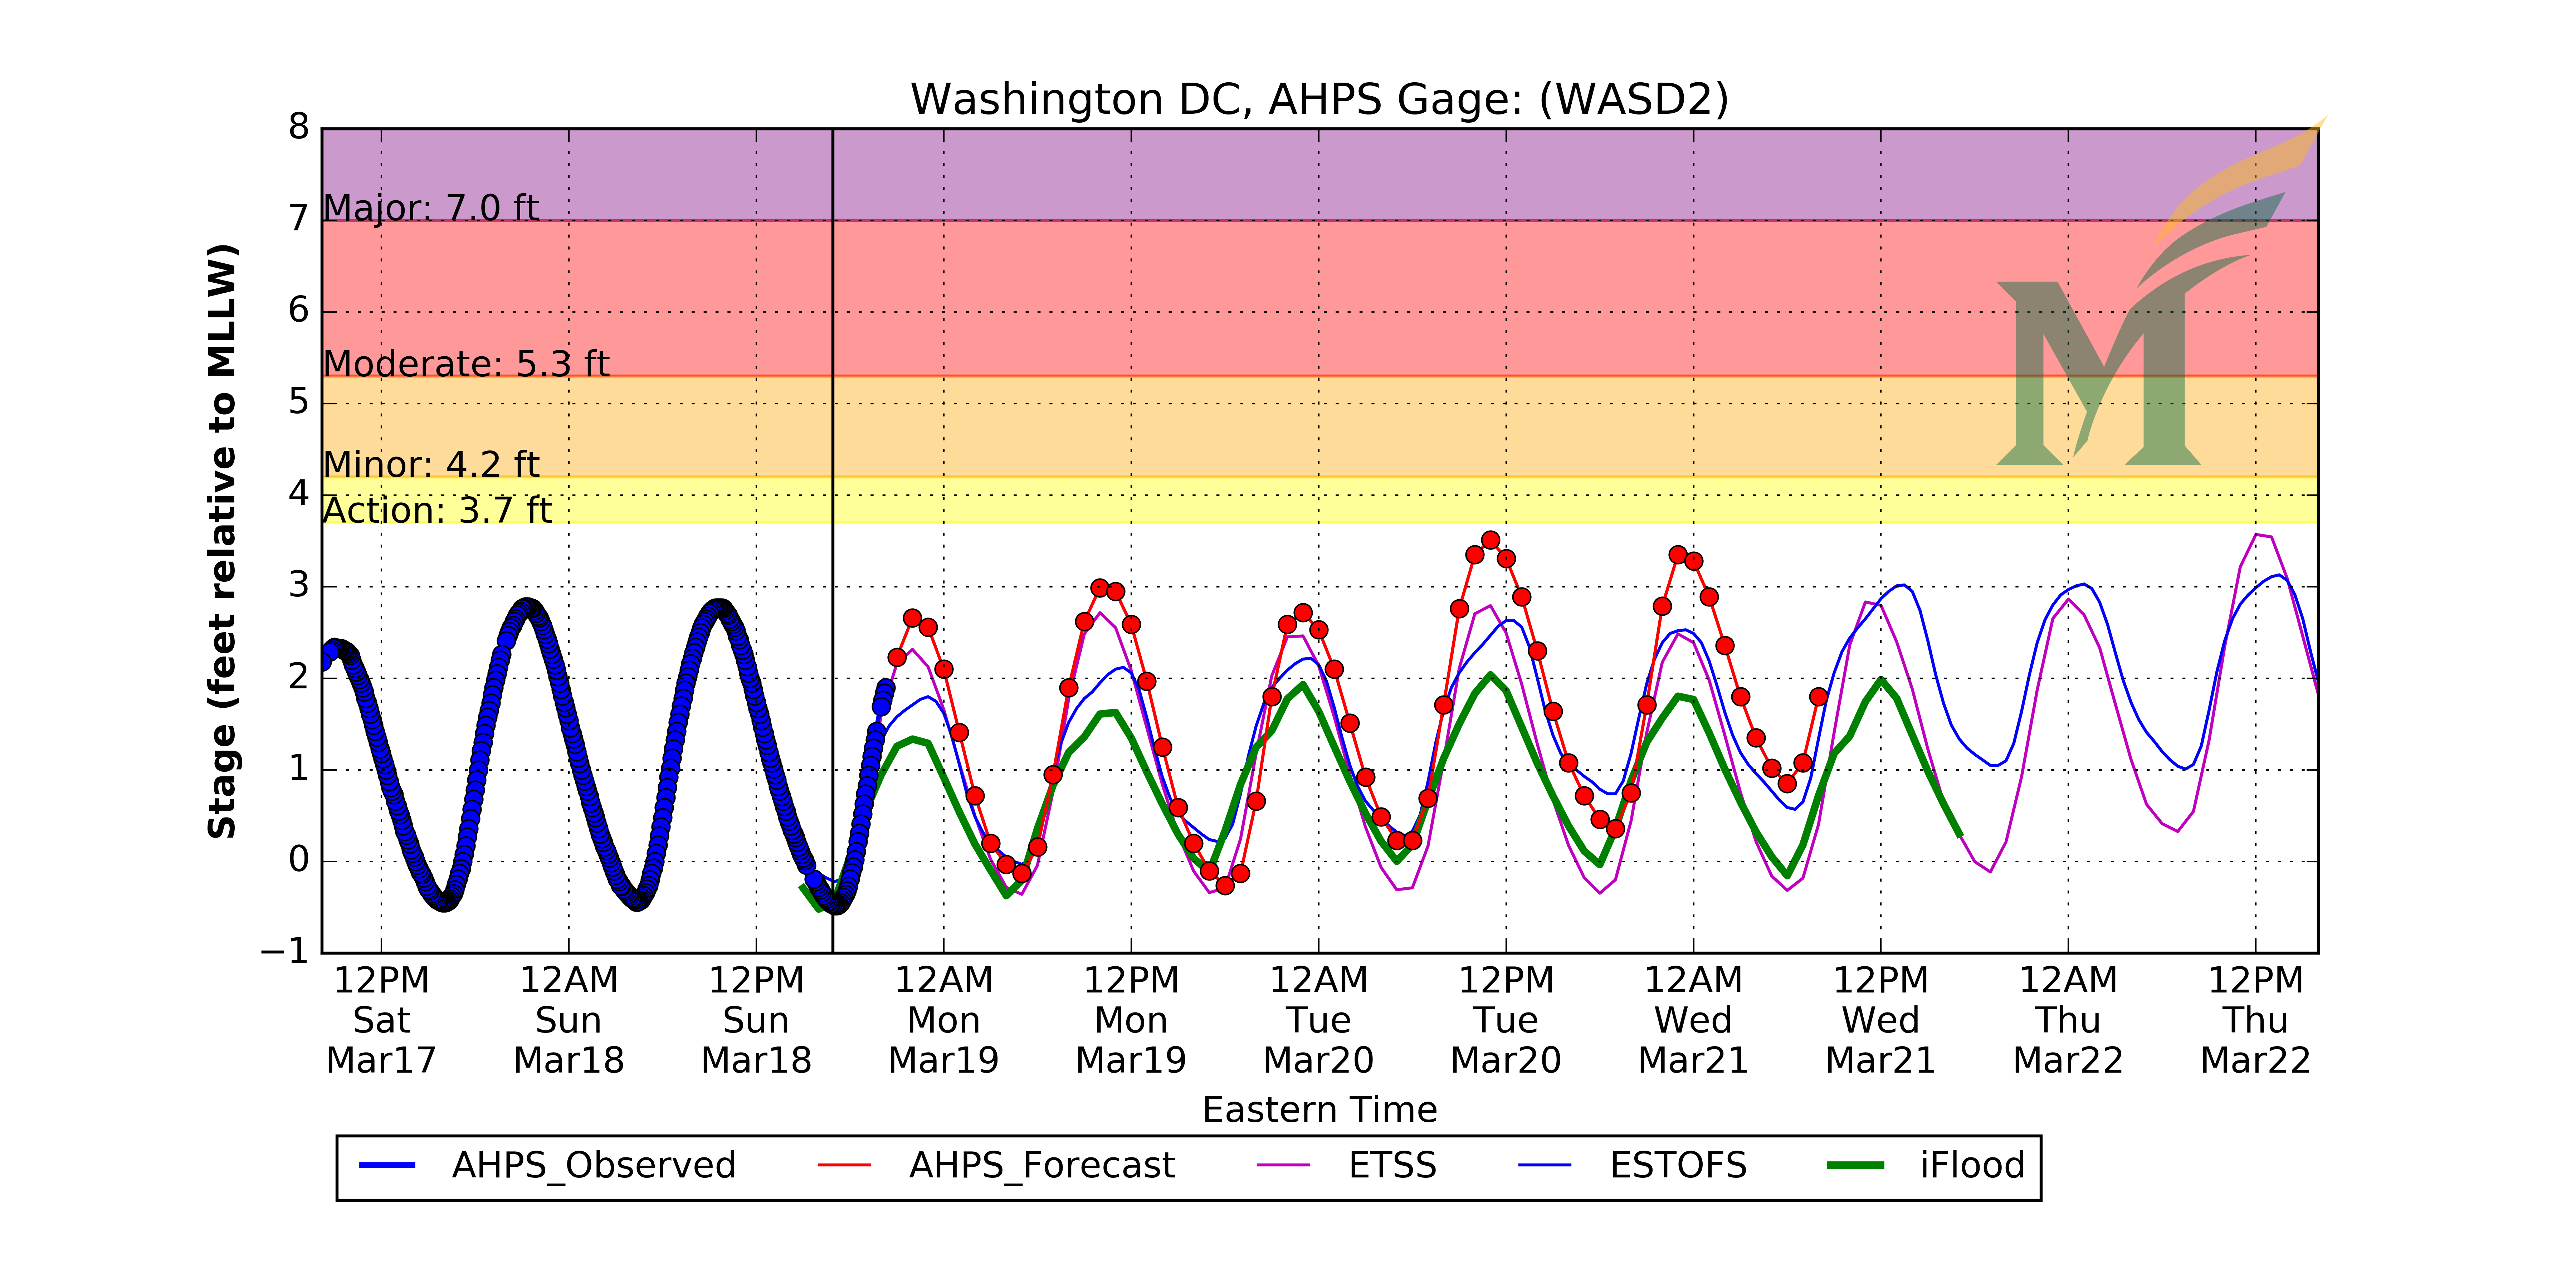 Washington DC, AHPS Gage: (WASD2)
Stage (feet relative to MLLW)
8
7
6
5
4
3
2
1
0
−1
Major: 7.0 ft
Moderate: 5.3 ft
Minor: 4.2 ft
Action: 3.7 ft
12PM 12AM 12PM 12AM 12PM 12AM 12PM 12AM 12PM 12AM 12PM
Sat Sun Sun Mon Mon Tue Tue Wed Wed Thu Thu
Mar17 Mar18 Mar18 Mar19 Mar19 Mar20 Mar20 Mar21 Mar21 Mar22 Mar22
Eastern Time
AHPS_Observed AHPS_Forecast ETSS ESTOFS iFlood
M